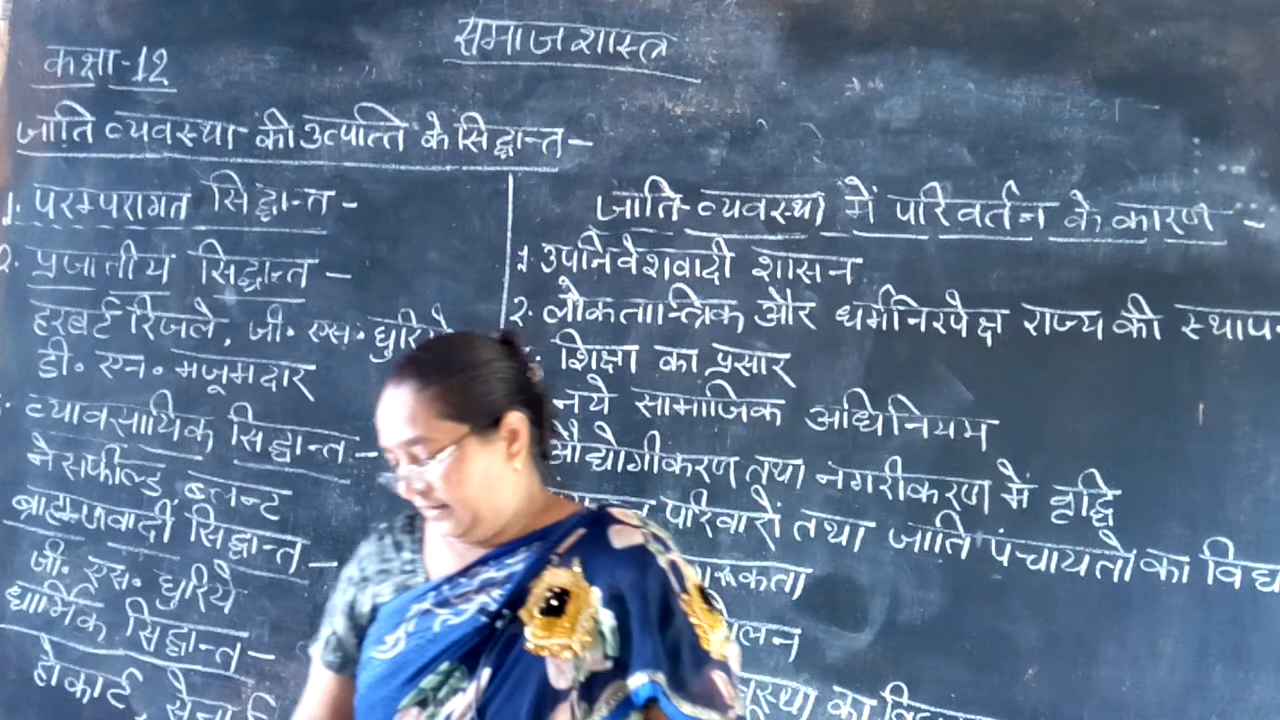 समाजशास्त्र
कक्षा-12
जाति व्यवस्था की उत्पत्ति के सिद्धान्त-
1. परम्परागत सिद्धान्त-
2. प्रजातीय सिद्धान्त-
हरबर्ट रिजले, जी. एस. घुरिये
डी. एन. मजूमदार
व्यावसायिक सिद्धान्त-
नेसफील्ड ब्लन्ट
ब्राह्मणवादी सिद्धान्त-
जी. एस. घुरिये
धार्मिक सिद्धान्त-
होकार्ट,
जाति-व्यवस्था में परिवर्तन के कारण -
1. उपनिवेशवादी शासन
2. लोकतान्त्रिक और धर्मनिरपेक्ष राज्य की स्थाप
शिक्षा का प्रसार
नये सामाजिक अधिनियम
औद्योगीकरण तथा नगरीकरण में वृद्धि
परिवारों तथा जाति पंचायतो का विघ